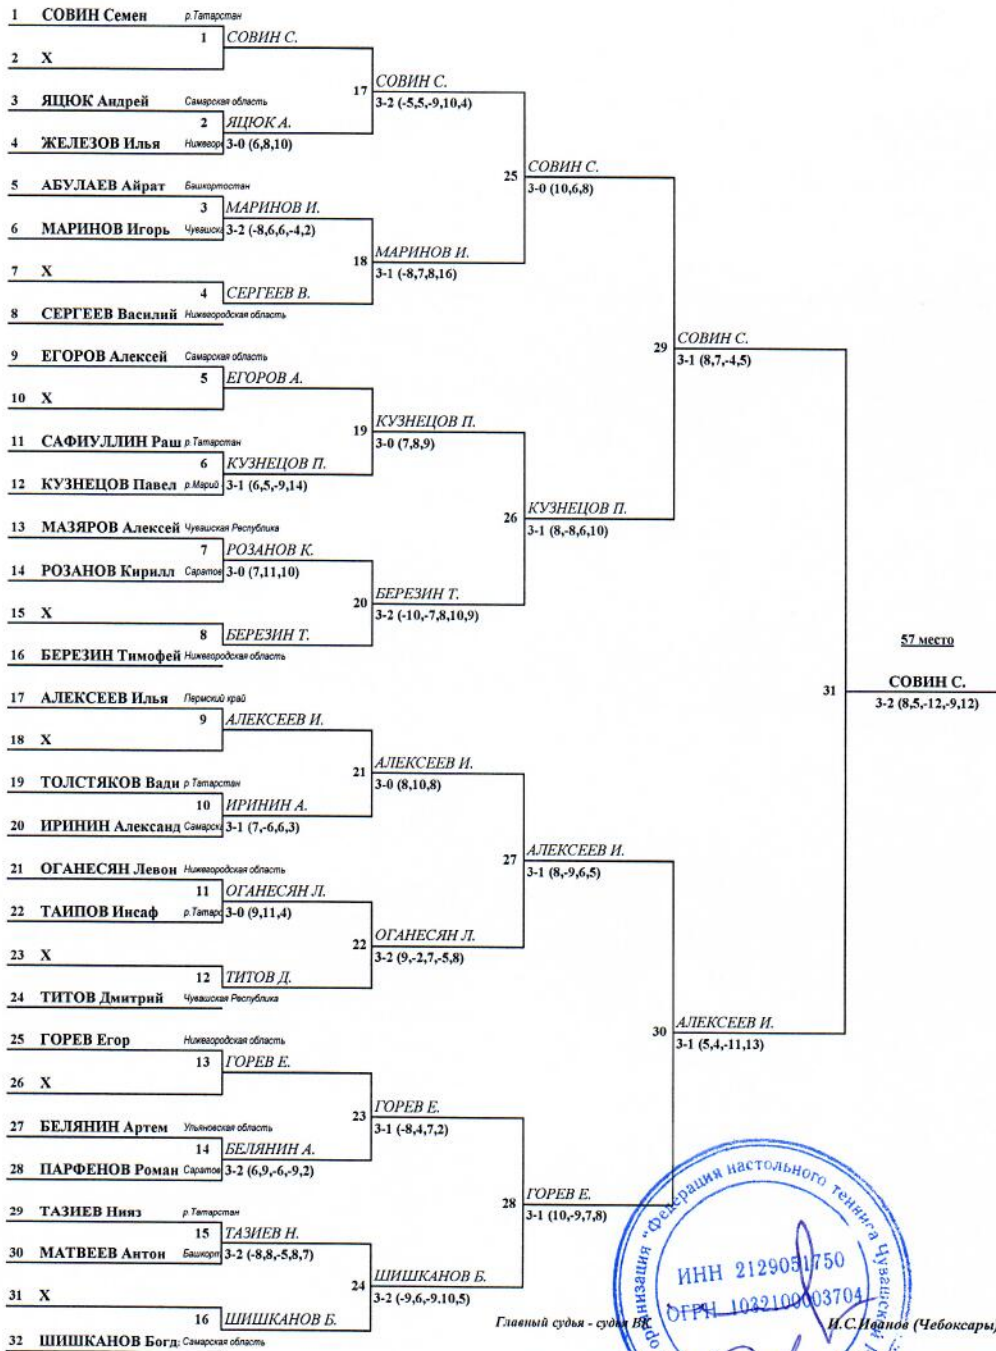 1 СОВИН Семен р.Татарстан
1 СОВИН С.
2 X
17 СОВИН С.
3-2 (-5,5,-9,10,4)
3 ЯЦЮК Андрей Самарская область
2 ЯЦЮК А.
4 ЖЕЛЕЗОВ Илья Нижегор 3-0 (6,8,10)
25 СОВИН С.
3-0 (10,6,8)
5 АБУЛАЕВ Айрат Башкортостан
3 МАРИНОВ И.
6 МАРИНОВ Игорь Чувашск 3-2 (-8,6,6,-4,2)
18 МАРИНОВ И.
3-1 (-8,7,8,16)
7 X
4 СЕРГЕЕВ В.
8 СЕРГЕЕВ Василий Нижегородская область
29 СОВИН С.
3-1 (8,7,-4,5)
9 ЕГОРОВ Алексей Самарская область
5 ЕГОРОВ А.
10 X
19 КУЗНЕЦОВ П.
3-0 (7,8,9)
11 САФИУЛЛИН Раш р.Татарстан
6 КУЗНЕЦОВ П.
12 КУЗНЕЦОВ Павел р.Марий 3-1 (6,5,-9,14)
26 КУЗНЕЦОВ П.
3-1 (8,-8,6,10)
13 МАЗЯРОВ Алексей Чувашская Республика
7 РОЗАНОВ К.
14 РОЗАНОВ Кирилл Саратов 3-0 (7,11,10)
20 БЕРЕЗИН Т.
3-2 (-10,-7,8,10,9)
15 X
8 БЕРЕЗИН Т.
16 БЕРЕЗИН Тимофей Нижегородская область
57 место
31 СОВИН С.
3-2 (8,5,-12,-9,12)
17 АЛЕКСЕЕВ Илья Пермский край
9 АЛЕКСЕЕВ И.
18 X
21 АЛЕКСЕЕВ И.
3-0 (8,10,8)
19 ТОЛСТЯКОВ Вади р Татарстан
10 ИРИНИН А.
20 ИРИНИН Александ Самарска 3-1 (7,-6,6,3)
27 АЛЕКСЕЕВ И.
3-1 (8,-9,6,5)
21 ОГАНЕСЯН Левон Нижегородская область
11 ОГАНЕСЯН Л.
22 ТАИПОВ Инсаф р.Татарс 3-0 (9,11,4)
22 ОГАНЕСЯН Л.
3-2 (9,-2,7,-5,8)
23 X
12 ТИТОВ Д.
24 ТИТОВ Дмитрий Чувашская Республика
30 АЛЕКСЕЕВ И.
3-1 (5,4,-11,13)
25 ГОРЕВ Егор Нижегородская область
13 ГОРЕВ Е.
26 X
23 ГОРЕВ Е.
3-1 (-8,4,7,2)
27 БЕЛЯНИН Артем Ульяновская область
14 БЕЛЯНИН А.
28 ПАРФЕНОВ Роман Саратов 3-2 (6,9,-6,-9,2)
28 ГОРЕВ Е.
3-1 (10,-9,7,8)
29 ТАЗИЕВ Нияз р.Татарстан
15 ТАЗИЕВ Н.
30 МАТВЕЕВ Антон Башкорт 3-2 (-8,8,-5,8,7)
24 ШИШКАНОВ Б.
3-2 (-9,6,-9,10,5)
31 X
16 ШИШКАНОВ Б.
32 ШИШКАНОВ Богд Самарская область
организация "Федерация настольного тенниса Чувашской
ИНН 2129051750
ОГРН 1032100003704
Главный судья - судья ВК И.С.Иванов (Чебоксары)